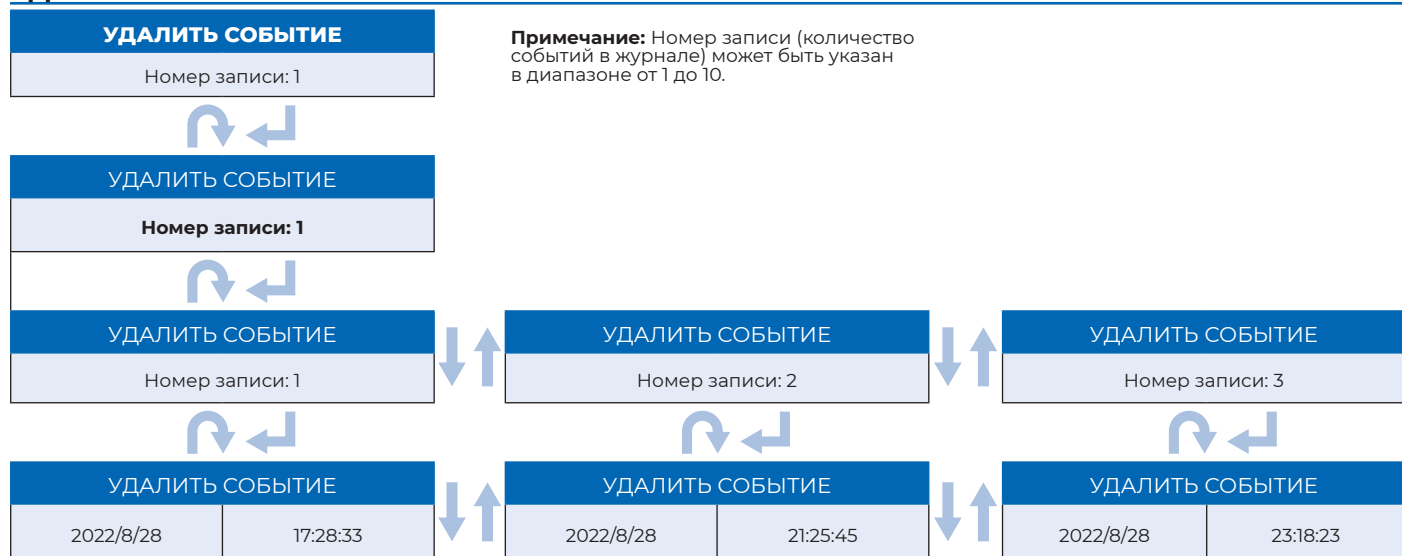 УДАЛИТЬ СОБЫТИЕ
Номер записи: 1
Примечание: Номер записи (количество
событий в журнале) может быть указан
в диапазоне от 1 до 10.
УДАЛИТЬ СОБЫТИЕ
Номер записи: 1
УДАЛИТЬ СОБЫТИЕ
Номер записи: 1
УДАЛИТЬ СОБЫТИЕ
Номер записи: 2
УДАЛИТЬ СОБЫТИЕ
Номер записи: 3
УДАЛИТЬ СОБЫТИЕ
2022/8/28 17:28:33
УДАЛИТЬ СОБЫТИЕ
2022/8/28 21:25:45
УДАЛИТЬ СОБЫТИЕ
2022/8/28 23:18:23